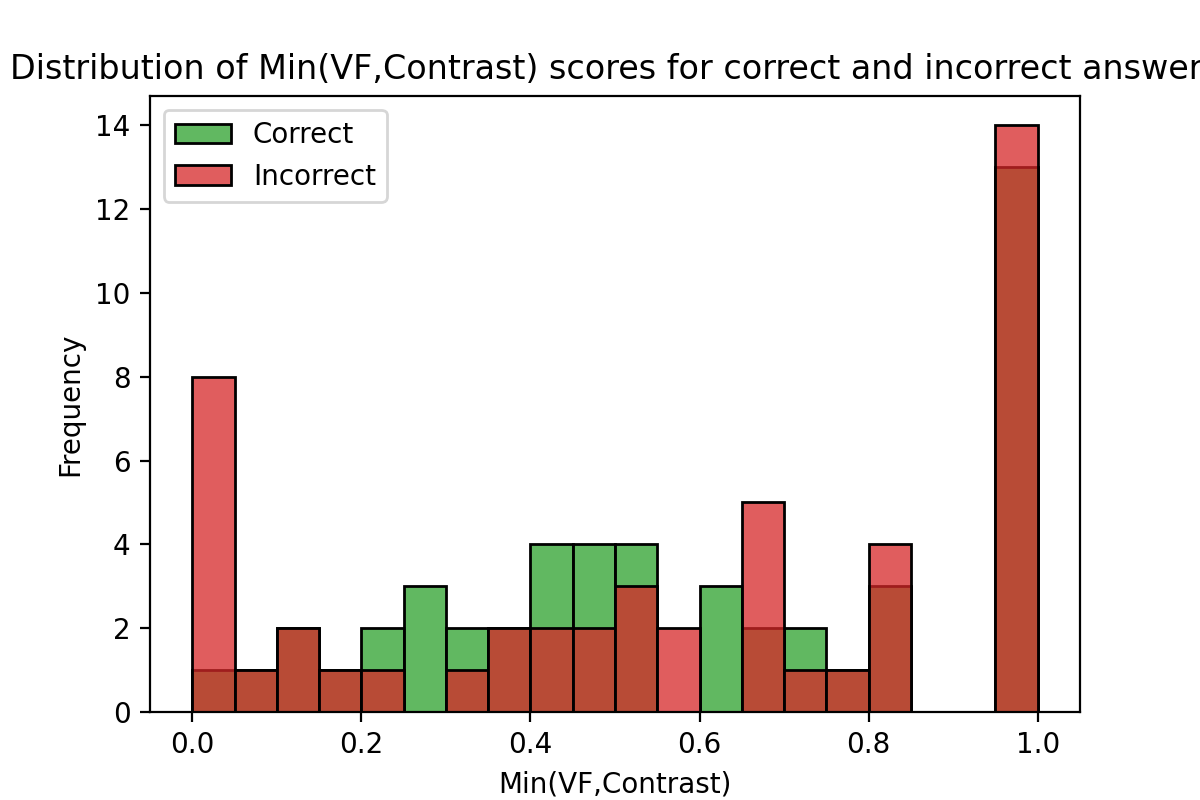 Distribution of Min(VF,Contrast) scores for correct and incorrect answer
Correct
Incorrect
14
12
10
8
6
4
2
0
Frequency
0.0 0.2 0.4 0.6 0.8 1.0
Min(VF,Contrast)